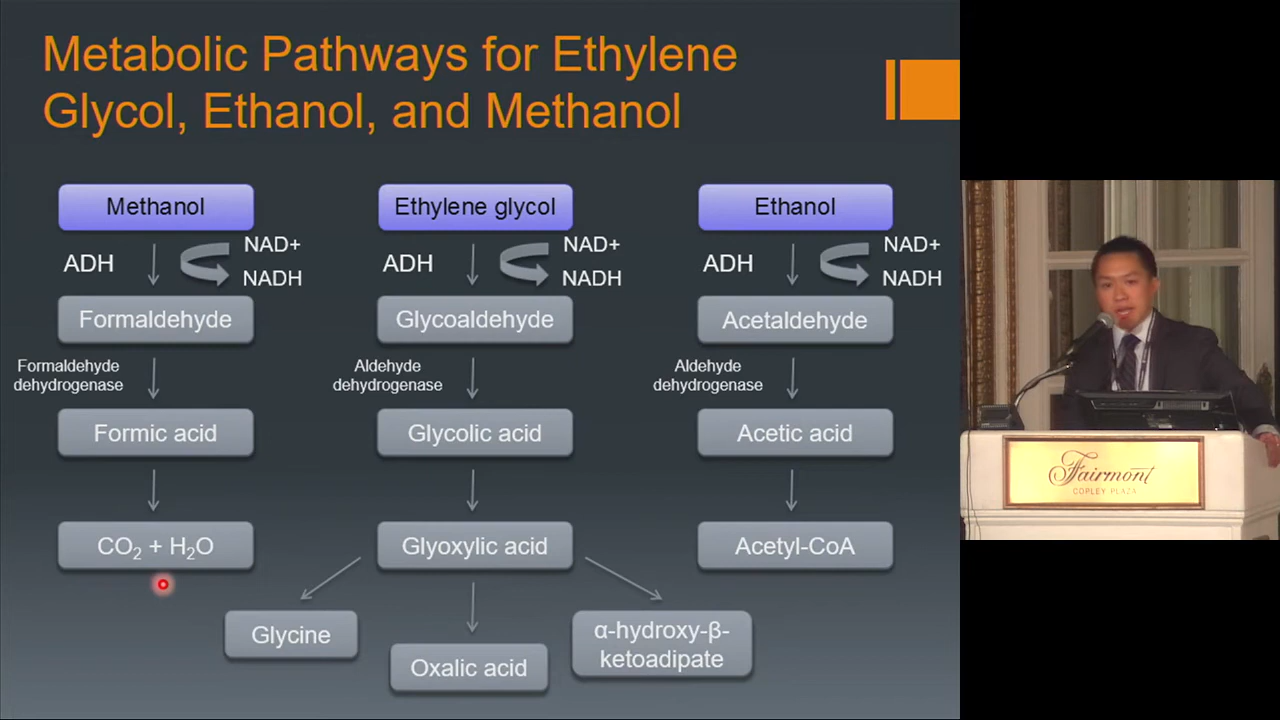 Metabolic Pathways for Ethylene
Glycol, Ethanol, and Methanol
Methanol
Ethylene glycol
Ethanol
ADH
NAD+
NADH
ADH
NAD+
NADH
ADH
NAD+
NADH
Formaldehyde
Glycoaldehyde
Acetaldehyde
Formaldehyde
dehydrogenase
Aldehyde
dehydrogenase
Aldehyde
dehydrogenase
Formic acid
Glycolic acid
Acetic acid
CO₂ + H₂O
Glyoxylic acid
Acetyl-CoA
Glycine
Oxalic acid
α-hydroxy-β-
ketoadipate
Fairmont
COPLEY PLAZA